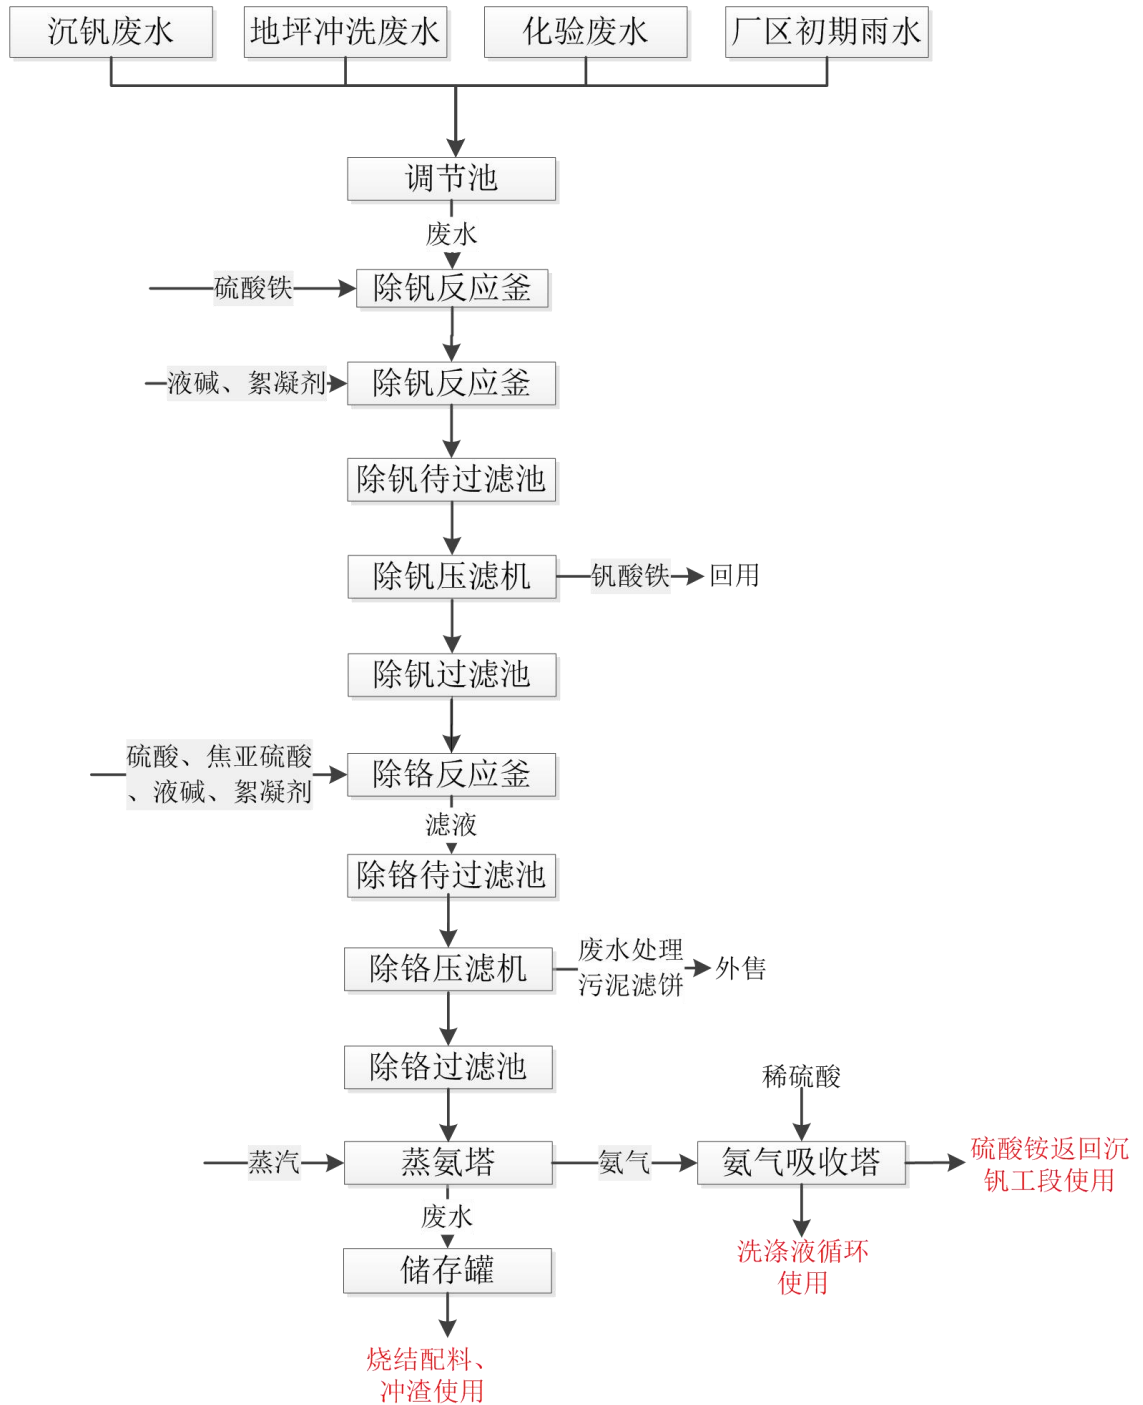 沉钒废水
地坪冲洗废水
化验废水
厂区初期雨水
调节池
废水
硫酸铁
除钒反应釜
液碱、絮凝剂
除钒反应釜
除钒待过滤池
除钒压滤机
钒酸铁
回用
除钒过滤池
硫酸、焦亚硫酸
、液碱、絮凝剂
除铬反应釜
滤液
除铬待过滤池
除铬压滤机
废水处理
污泥滤饼
外售
除铬过滤池
稀硫酸
蒸汽
蒸氨塔
氨气
氨气吸收塔
硫酸铵返回沉
钒工段使用
废水
洗涤液循环
使用
储存罐
烧结配料、
冲渣使用